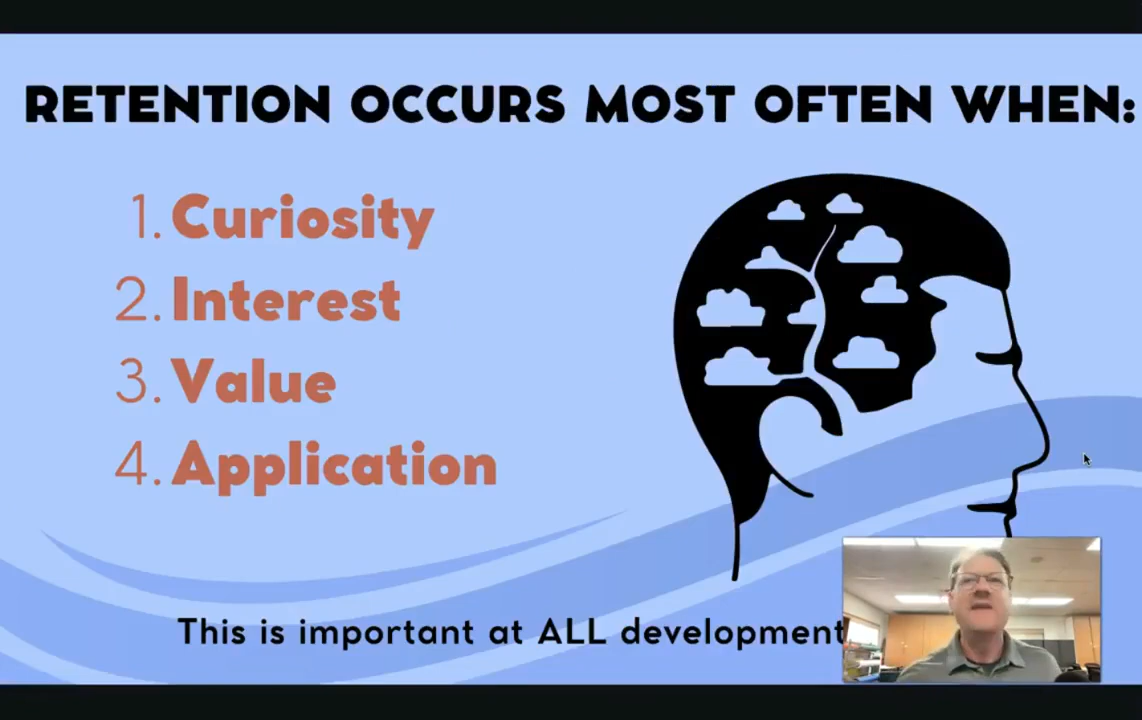 RETENTION OCCURS MOST OFTEN WHEN:
1. Curiosity
2. Interest
3. Value
4. Application
This is important at ALL development